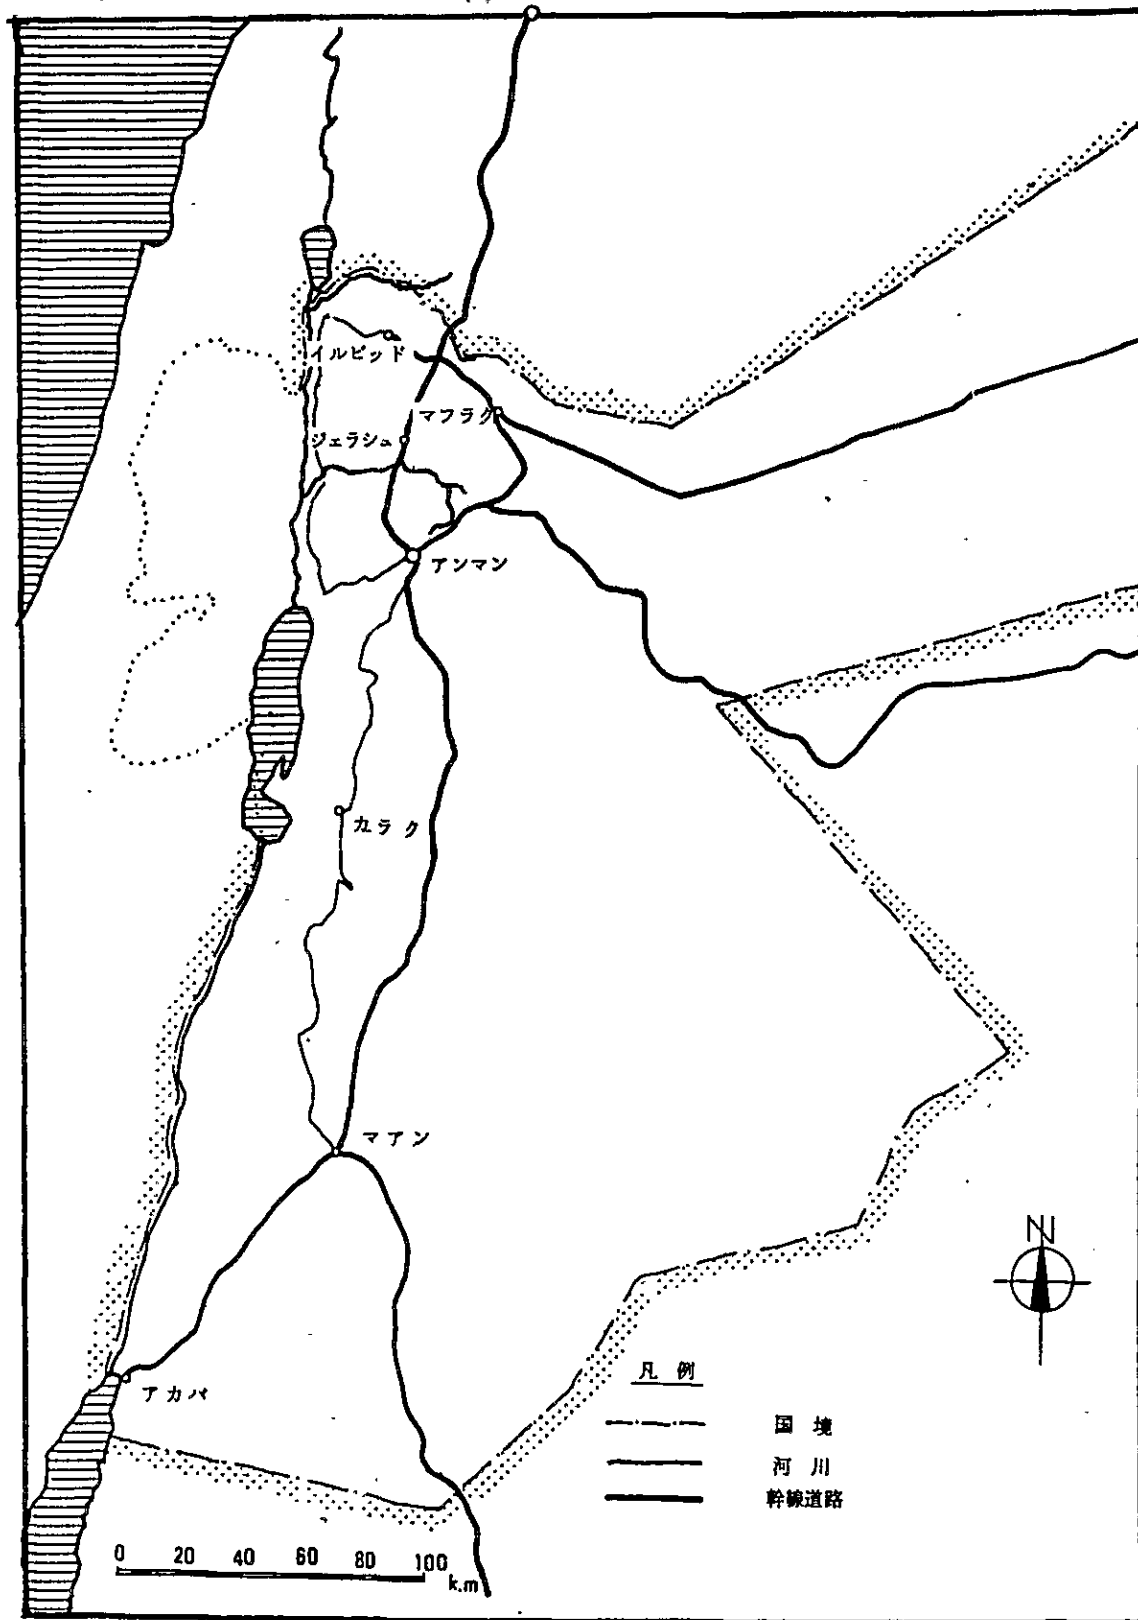 イルビッド
マフラク
ジェラシュ
アンマン
カラク
マアン
アカバ
N
凡例
国境
河川
幹線道路
0 20 40 60 80 100
k.m